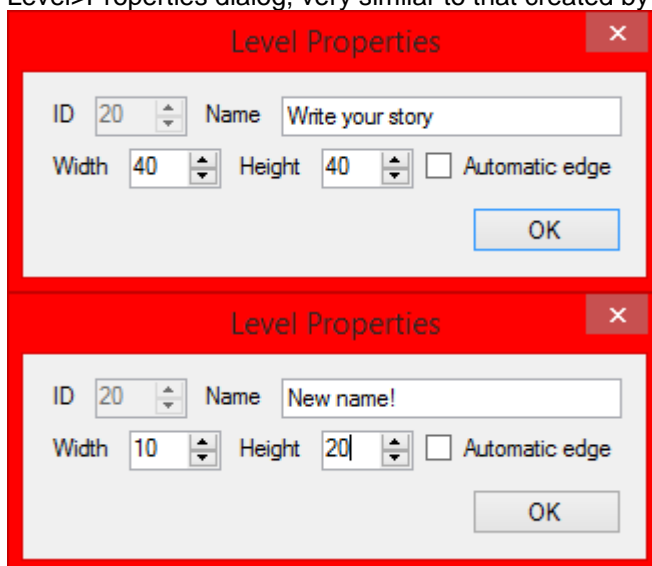 Level>Properties dialog, very similar to that created by
Level Properties
ID 20 Name Write your story
Width 40 Height 40 Automatic edge
OK
Level Properties
ID 20 Name New name!
Width 10 Height 20 Automatic edge
OK